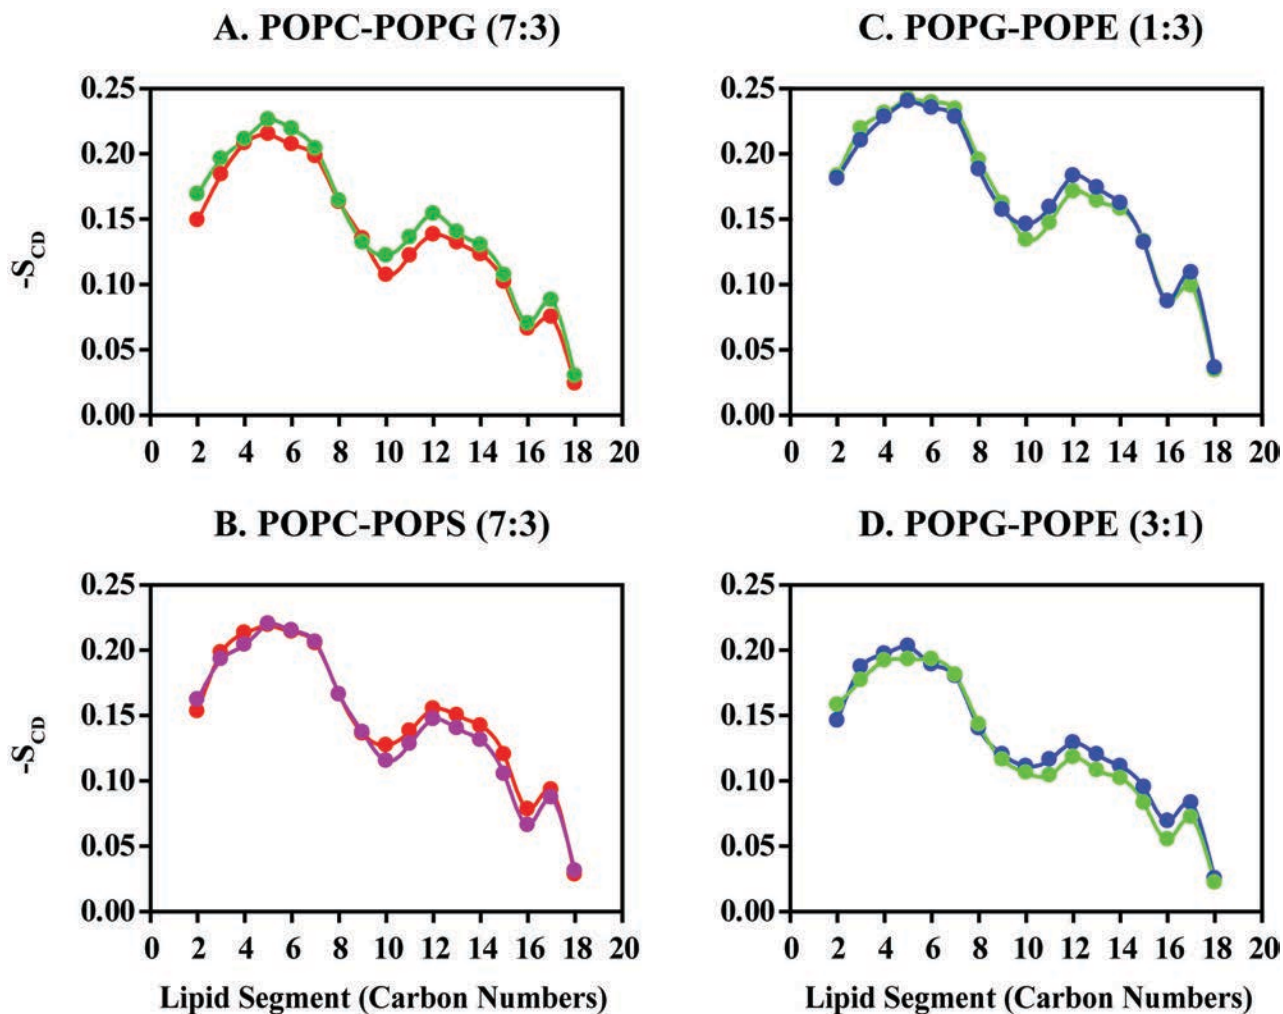 A. POPC-POPG (7:3)
-S_CD
0.25
0.20
0.15
0.10
0.05
0.00
0 2 4 6 8 10 12 14 16 18 20
C. POPG-POPE (1:3)
0.25
0.20
0.15
0.10
0.05
0.00
0 2 4 6 8 10 12 14 16 18 20
B. POPC-POPS (7:3)
-S_CD
0.25
0.20
0.15
0.10
0.05
0.00
0 2 4 6 8 10 12 14 16 18 20
Lipid Segment (Carbon Numbers)
D. POPG-POPE (3:1)
0.25
0.20
0.15
0.10
0.05
0.00
0 2 4 6 8 10 12 14 16 18 20
Lipid Segment (Carbon Numbers)